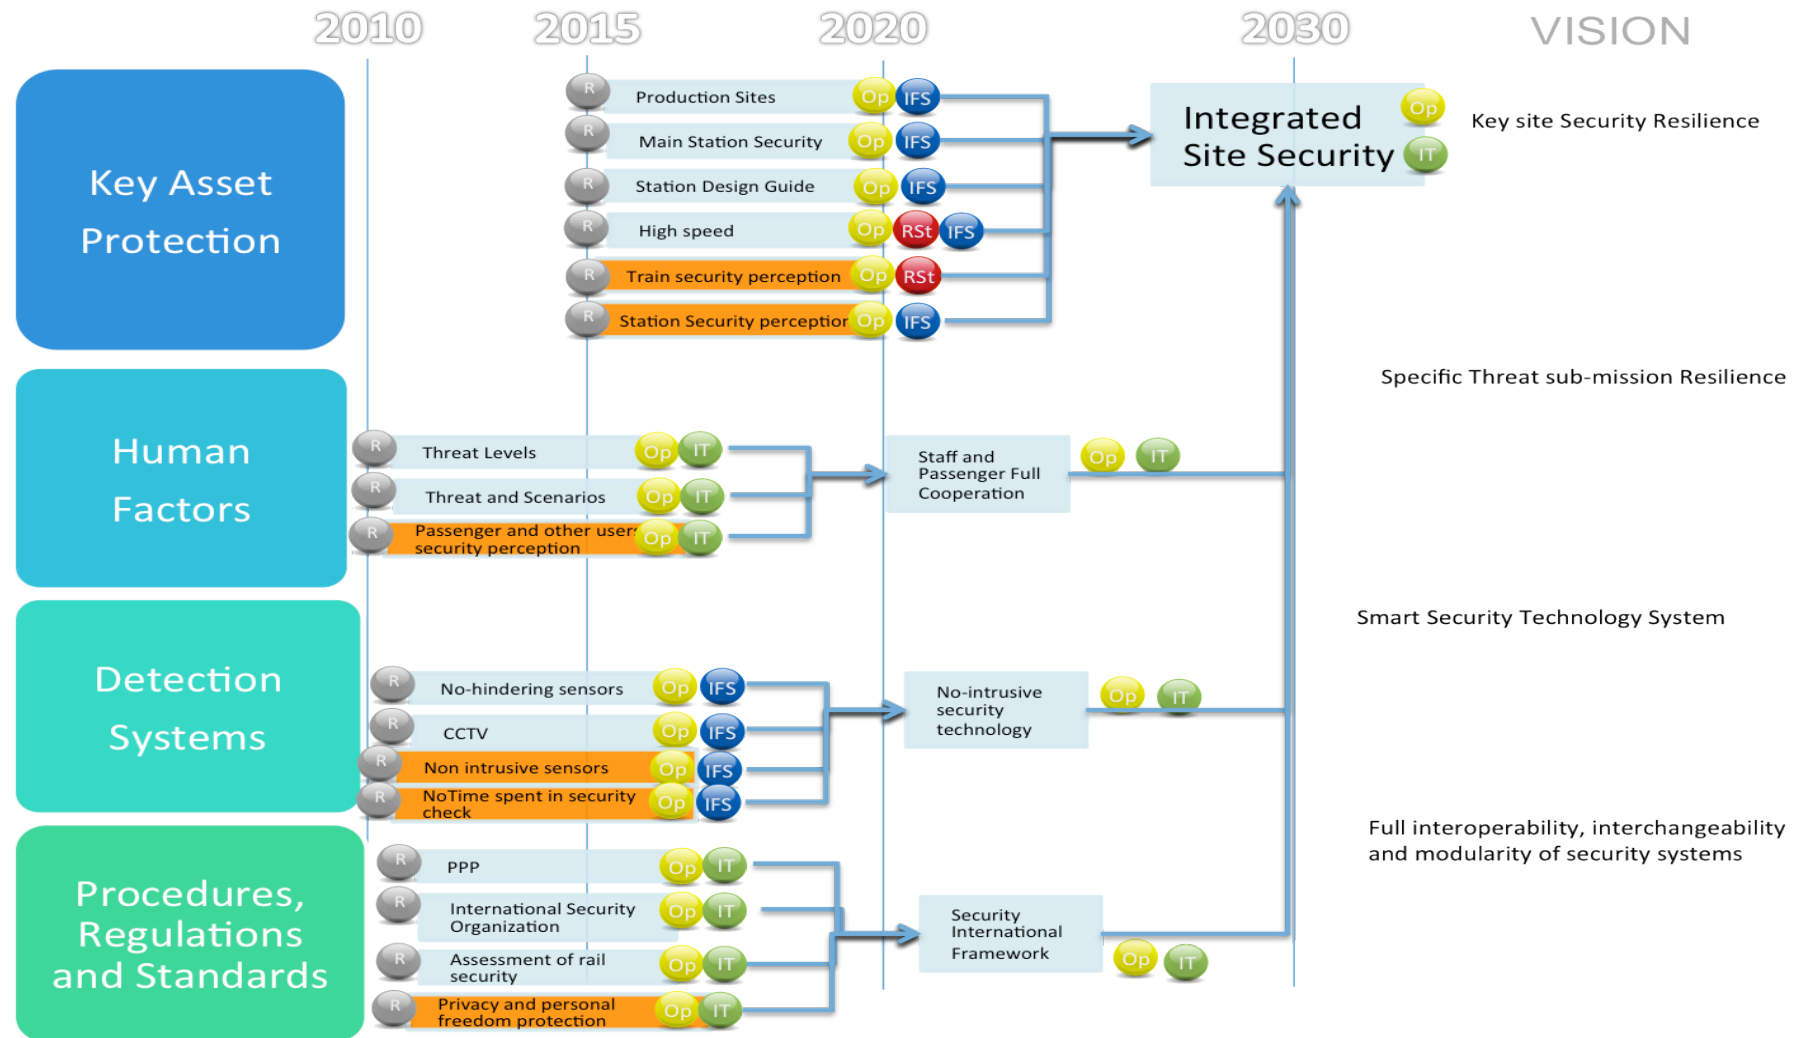 2010 2015 2020 2030 VISION
Key Asset
Protection
R Production Sites Op IFS
R Main Station Security Op IFS
R Station Design Guide Op IFS
R High speed Op RSt IFS
R Train security perception Op RSt
R Station Security perception Op IFS
Integrated
Site Security
Op
IT
Key site Security Resilience
Specific Threat sub-mission Resilience
Human
Factors
R Threat Levels Op IT
R Threat and Scenarios Op IT
R Passenger and other users
security perception Op IT
Staff and
Passenger Full
Cooperation
Op IT
Smart Security Technology System
Detection
Systems
R No-hindering sensors Op IFS
R CCTV Op IFS
R Non intrusive sensors Op IFS
R NoTime spent in security
check Op IFS
No-intrusive
security
technology
Op IT
Full interoperability, interchangeability
and modularity of security systems
Procedures,
Regulations
and Standards
R PPP Op IT
R International Security
Organization Op IT
R Assessment of rail
security Op IT
R Privacy and personal
freedom protection Op IT
Security
International
Framework
Op IT